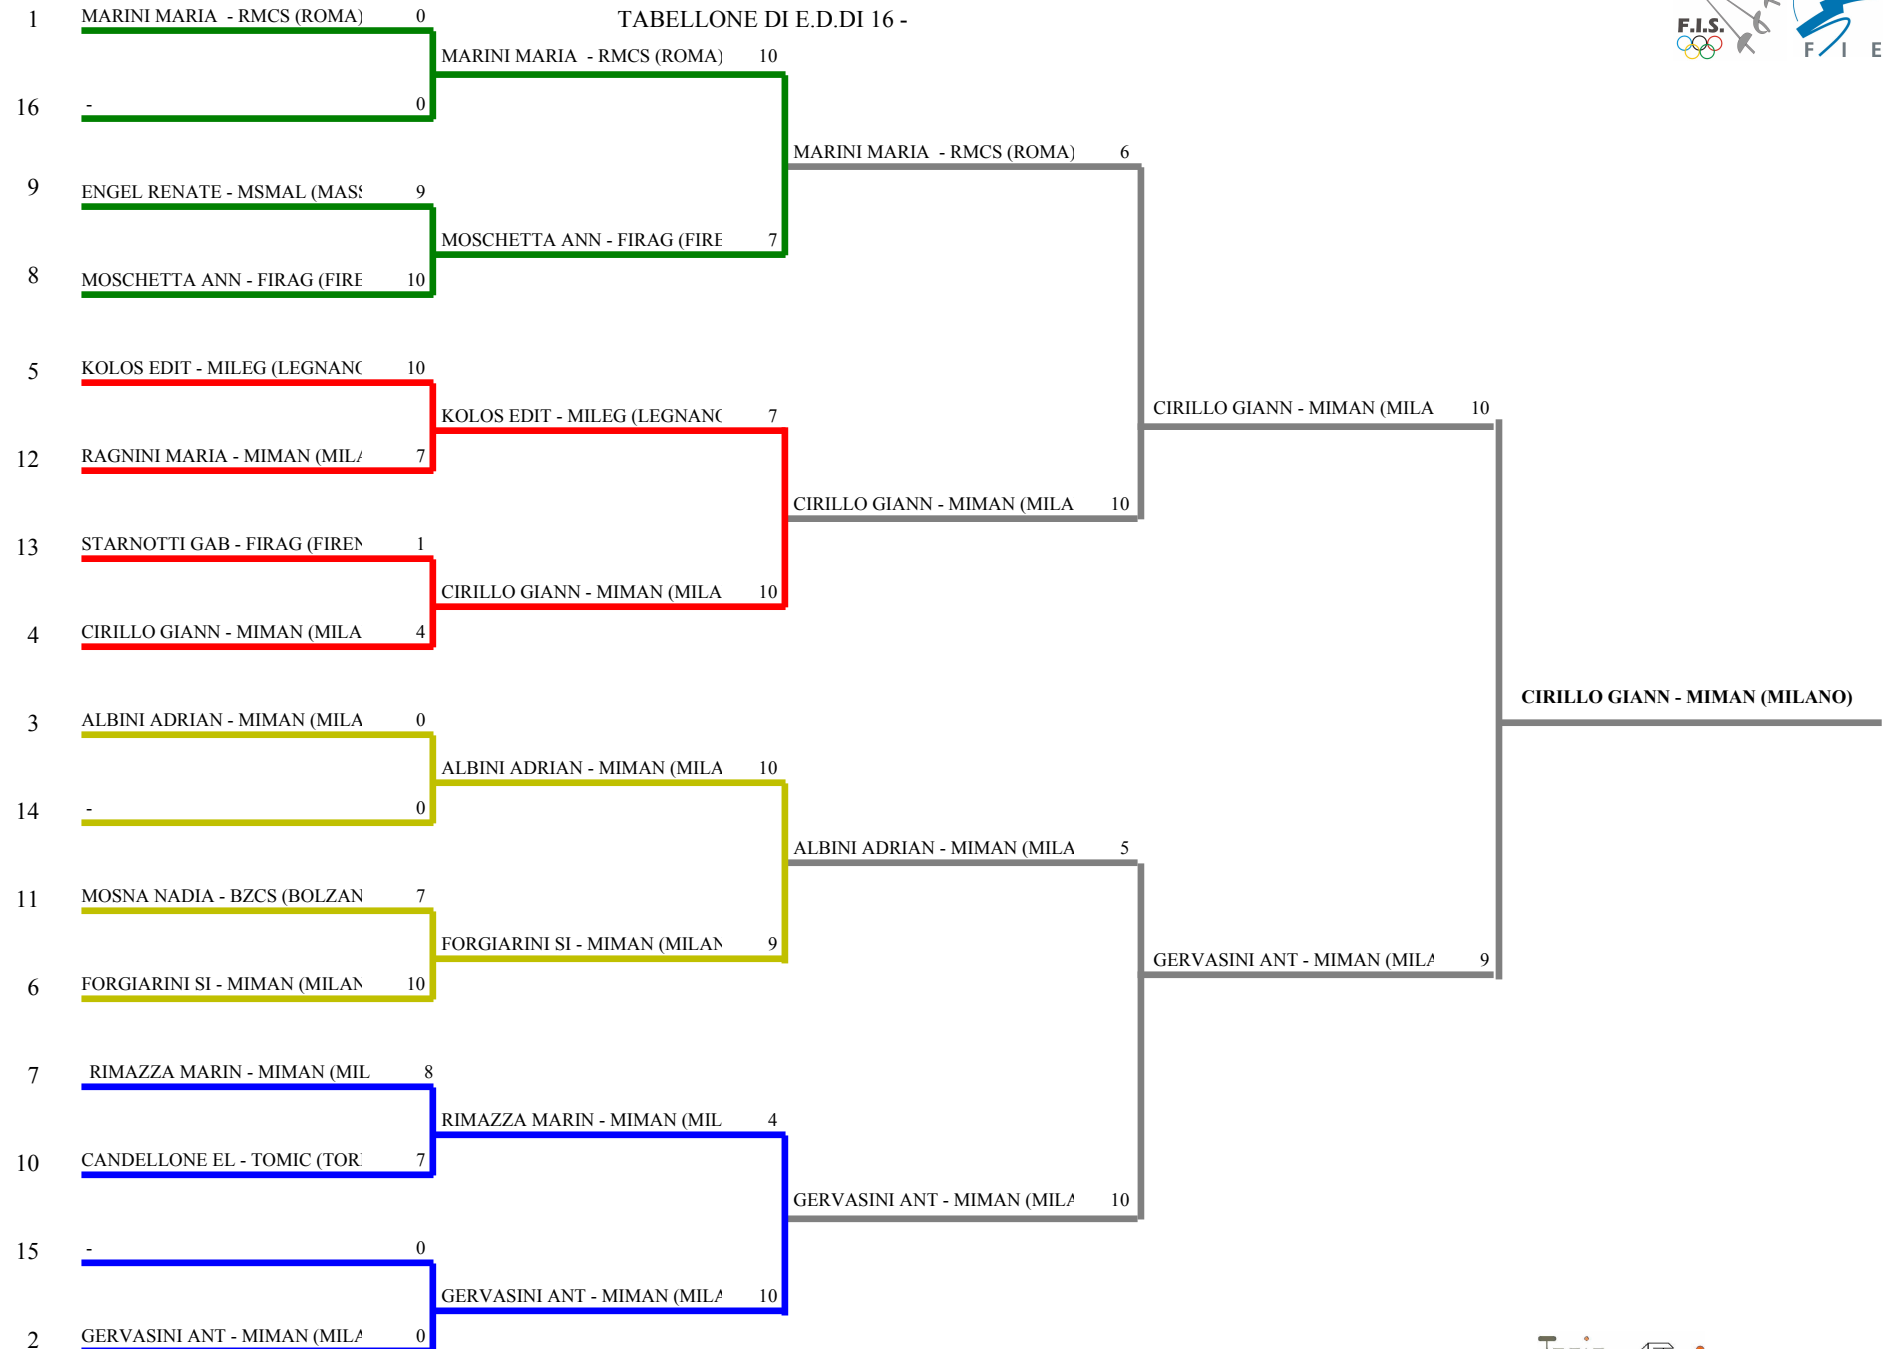 TABELLONE DI E.D.DI 16 -
F.I.S.
F I E
1 MARINI MARIA - RMCS (ROMA) 0
MARINI MARIA - RMCS (ROMA) 10
16 - 0
MARINI MARIA - RMCS (ROMA) 6
9 ENGEL RENATE - MSMAL (MAS 9
MOSCHETTA ANN - FIRAG (FIRE 7
8 MOSCHETTA ANN - FIRAG (FIRE 10
5 KOLOS EDIT - MILEG (LEGNANO 10
CIRILLO GIANN - MIMAN (MILA 10
KOLOS EDIT - MILEG (LEGNANO 7
12 RAGNINI MARIA - MIMAN (MILA 7
CIRILLO GIANN - MIMAN (MILA 10
13 STARNOTTI GAB - FIRAG (FIREN 1
CIRILLO GIANN - MIMAN (MILA 10
4 CIRILLO GIANN - MIMAN (MILA 4
CIRILLO GIANN - MIMAN (MILANO)
3 ALBINI ADRIAN - MIMAN (MILA 0
ALBINI ADRIAN - MIMAN (MILA 10
14 - 0
ALBINI ADRIAN - MIMAN (MILA 5
11 MOSNA NADIA - BZCS (BOLZAN 7
FORGIARINI SI - MIMAN (MILAN 9
GERVASINI ANT - MIMAN (MILA 9
6 FORGIARINI SI - MIMAN (MILAN 10
7 RIMAZZA MARIN - MIMAN (MIL 8
RIMAZZA MARIN - MIMAN (MIL 4
10 CANDELLONE EL - TOMIC (TOR 7
GERVASINI ANT - MIMAN (MILA 10
15 - 0
GERVASINI ANT - MIMAN (MILA 10
2 GERVASINI ANT - MIMAN (MILA 0